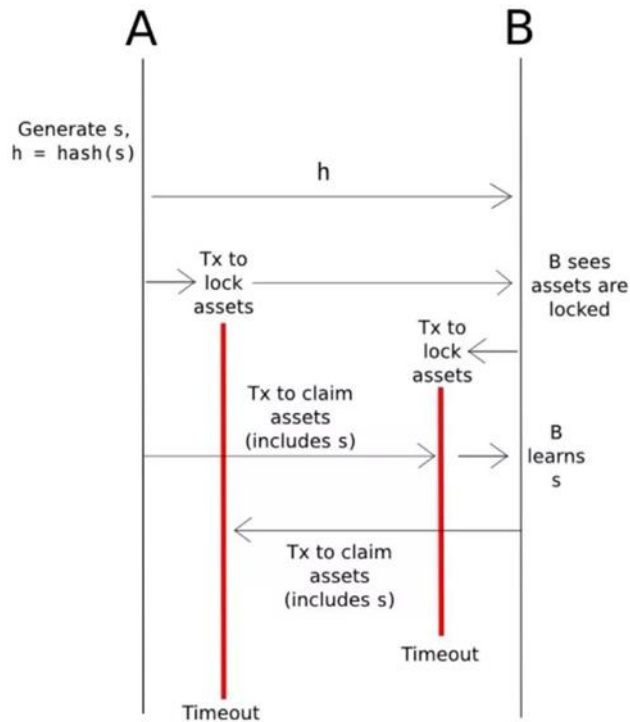 A
B
Generate s,
h = hash(s)
h
Tx to
lock
assets
B sees
assets are
locked
Tx to
lock
assets
Tx to claim
assets
(includes s)
B
learns
s
Tx to claim
assets
(includes s)
Timeout
Timeout